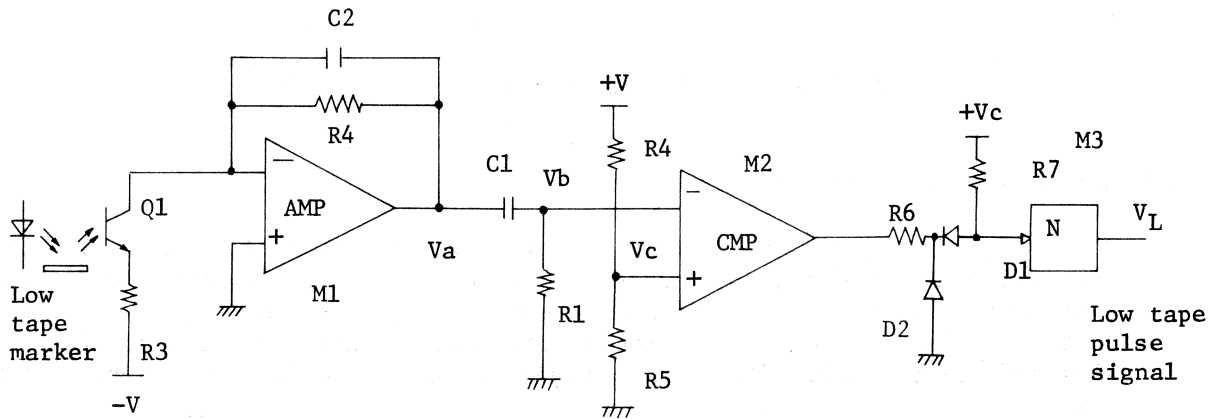 C2
R4
+V
+Vc
M3
R4
R7
C1
Vb
M2
Q1
−
AMP
+
Va
M1
−
CMP
+
Vc
R6
N
VL
D1
Low
tape
marker
R3
-V
R1
R5
D2
Low tape
pulse
signal